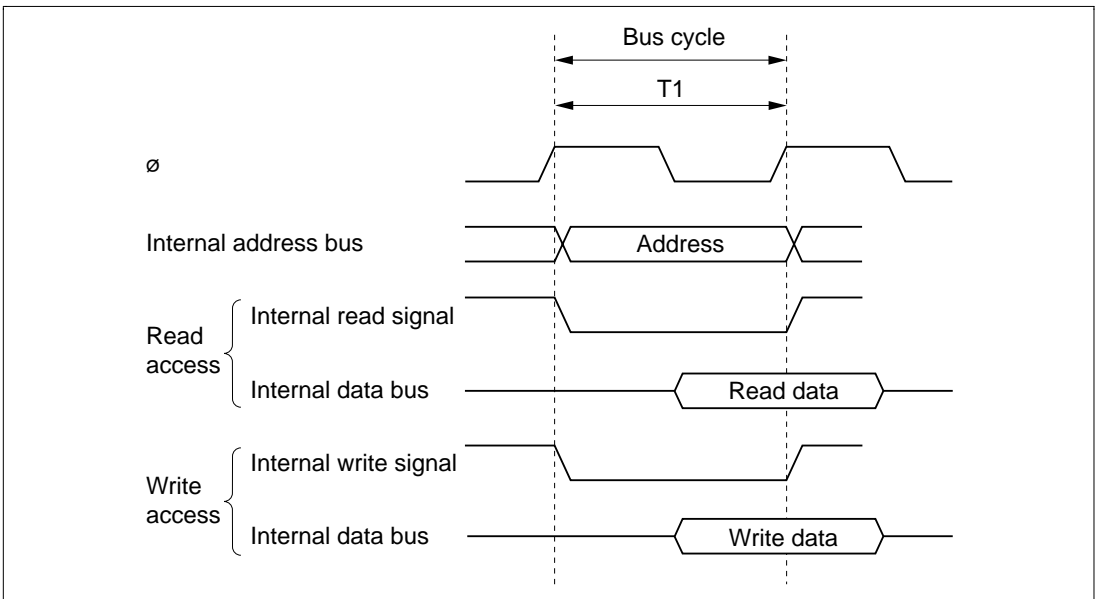 Bus cycle
T1
ø
Internal address bus
Address
Read
access
Internal read signal
Internal data bus
Read data
Write
access
Internal write signal
Internal data bus
Write data